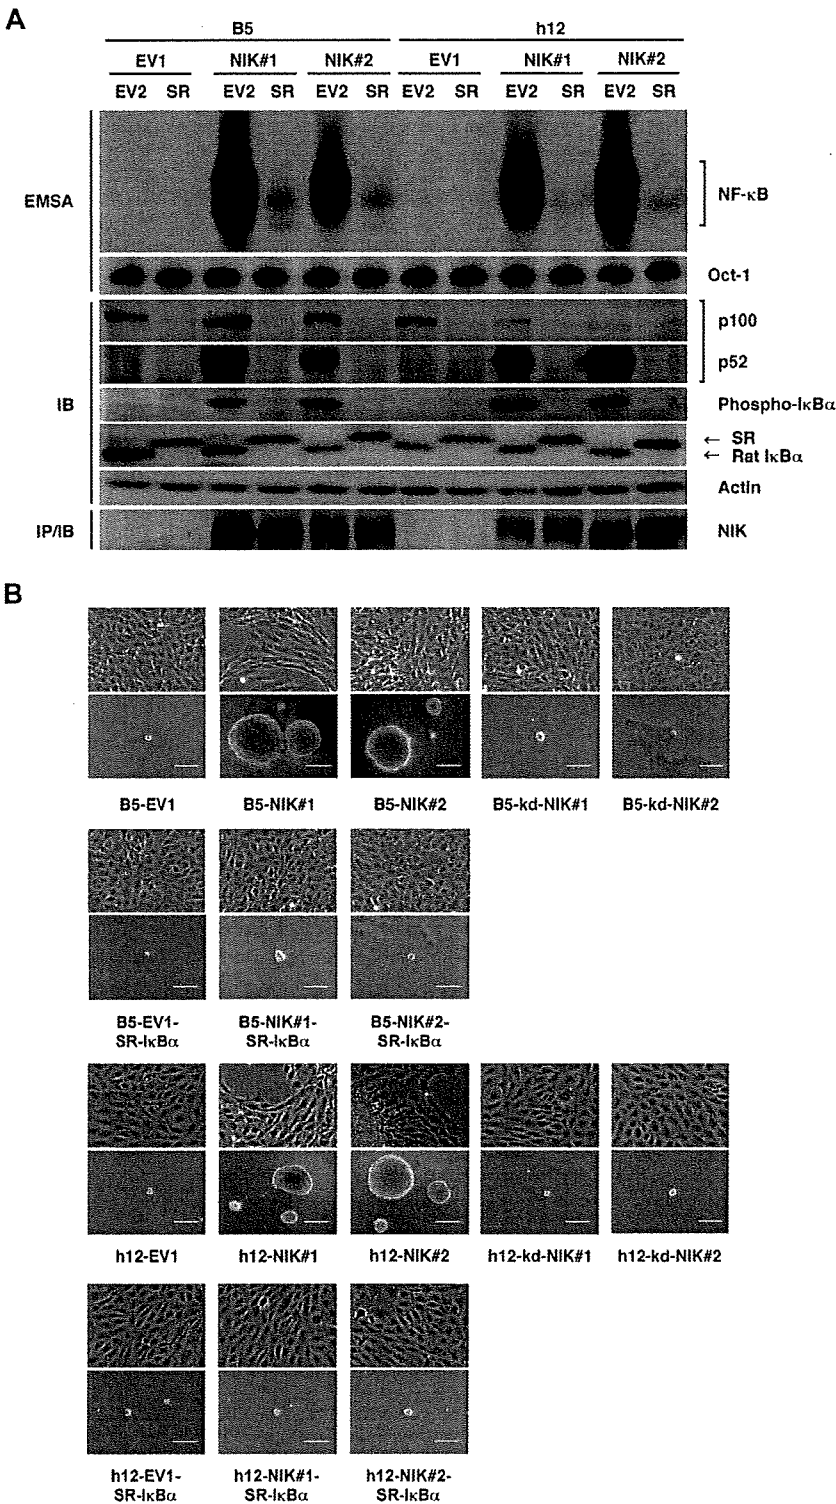 A
B5 h12
EV1 NIK#1 NIK#2 EV1 NIK#1 NIK#2
EV2 SR EV2 SR EV2 SR EV2 SR EV2 SR EV2 SR
EMSA
NF-κB
Oct-1
IB
p100
p52
Phospho-IκBα
← SR
← Rat IκBα
Actin
IP/IB
NIK
B
B5-EV1 B5-NIK#1 B5-NIK#2 B5-kd-NIK#1 B5-kd-NIK#2
B5-EV1- B5-NIK#1- B5-NIK#2-
SR-IκBα SR-IκBα SR-IκBα
h12-EV1 h12-NIK#1 h12-NIK#2 h12-kd-NIK#1 h12-kd-NIK#2
h12-EV1- h12-NIK#1- h12-NIK#2-
SR-IκBα SR-IκBα SR-IκBα